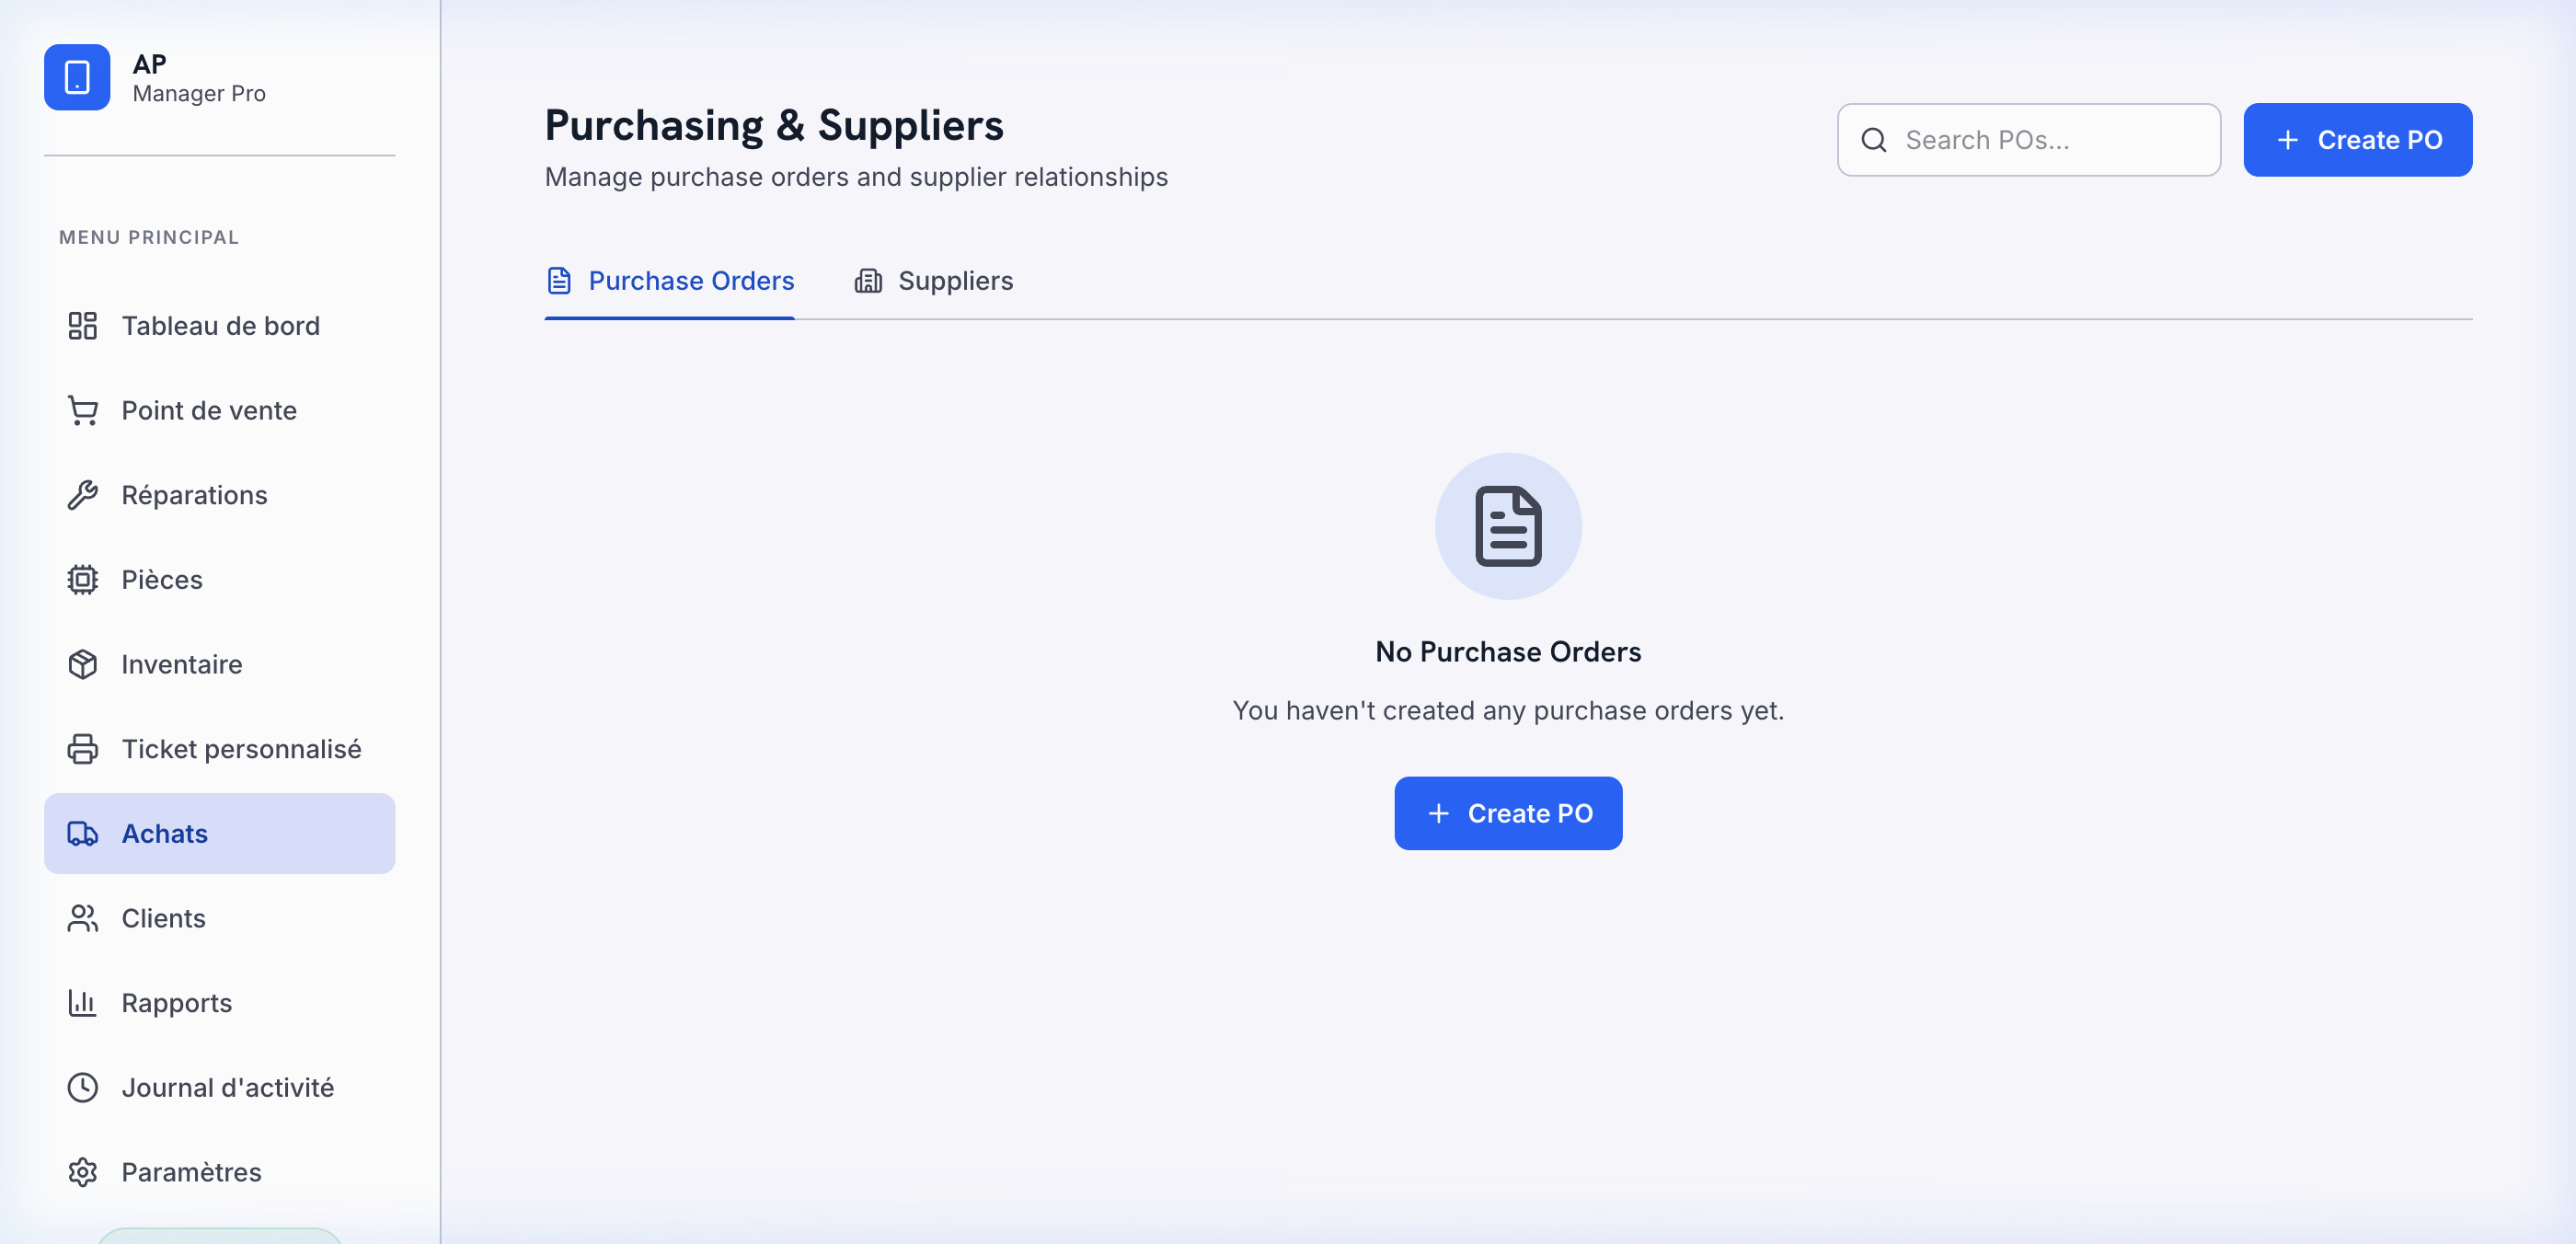 AP
Manager Pro
MENU PRINCIPAL
Tableau de bord
Point de vente
Réparations
Pièces
Inventaire
Ticket personnalisé
Achats
Clients
Rapports
Journal d'activité
Paramètres
Purchasing & Suppliers
Manage purchase orders and supplier relationships
Search POs...
Create PO
Purchase Orders
Suppliers
No Purchase Orders
You haven't created any purchase orders yet.
Create PO